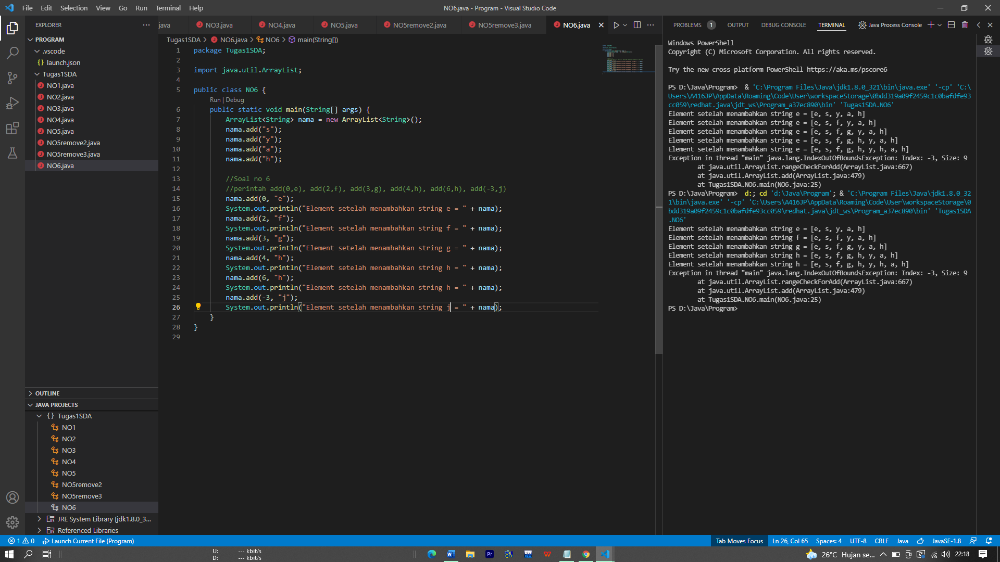 File Edit Selection View Go Run Terminal Help
NO6.java - Program - Visual Studio Code
EXPLORER
PROGRAM
.vscode
{} launch.json
Tugas1SDA
NO1.java
NO2.java
NO3.java
NO4.java
NO5.java
NO5remove2.java
NO5remove3.java
NO6.java
OUTLINE
JAVA PROJECTS
{} Tugas1SDA
NO1
NO2
NO3
NO4
NO5
NO5remove2
NO5remove3
NO6
JRE System Library [jdk1.8.0_3...
Referenced Libraries
java NO3.java NO4.java NO5.java NO5remove2.java NO5remove3.java NO6.java
Tugas1SDA > NO6.java > NO6 > main(String[])
1 package Tugas1SDA;
2
3 import java.util.ArrayList;
4
5 public class NO6 {
Run | Debug
6 public static void main(String[] args) {
7 ArrayList<String> nama = new ArrayList<String>();
8 nama.add("s");
9 nama.add("y");
10 nama.add("a");
11 nama.add("h");
12
13 //Soal no 6
14 //perintah add(0,e), add(2,f), add(3,g), add(4,h), add(6,h), add(-3,j)
15 nama.add(0, "e");
16 System.out.println("Element setelah menambahkan string e = " + nama);
17 nama.add(2, "f");
18 System.out.println("Element setelah menambahkan string f = " + nama);
19 nama.add(3, "g");
20 System.out.println("Element setelah menambahkan string g = " + nama);
21 nama.add(4, "h");
22 System.out.println("Element setelah menambahkan string h = " + nama);
23 nama.add(6, "h");
24 System.out.println("Element setelah menambahkan string h = " + nama);
25 nama.add(-3, "j");
26 System.out.println("Element setelah menambahkan string j = " + nama);
27 }
28 }
29
PROBLEMS 1 OUTPUT DEBUG CONSOLE TERMINAL Java Process Console
Windows PowerShell
Copyright (C) Microsoft Corporation. All rights reserved.
Try the new cross-platform PowerShell https://aka.ms/pscore6
PS D:\Java\Program>  & 'C:\Program Files\Java\jdk1.8.0_321\bin\java.exe' '-cp' 'C:\
Users\A416JP\AppData\Roaming\Code\User\workspaceStorage\0bdd319a09f2459c1c0bafdfe93
cc059\redhat.java\jdt_ws\Program_a37ec890\bin' 'Tugas1SDA.NO6'
Element setelah menambahkan string e = [e, s, y, a, h]
Element setelah menambahkan string e = [e, s, f, y, a, h]
Element setelah menambahkan string e = [e, s, f, g, y, a, h]
Element setelah menambahkan string e = [e, s, f, g, h, y, a, h]
Element setelah menambahkan string e = [e, s, f, g, h, y, h, a, h]
Exception in thread "main" java.lang.IndexOutOfBoundsException: Index: -3, Size: 9
at java.util.ArrayList.rangeCheckForAdd(ArrayList.java:667)
at java.util.ArrayList.add(ArrayList.java:479)
at Tugas1SDA.NO6.main(NO6.java:25)
PS D:\Java\Program>  d:; cd 'd:\Java\Program'; & 'C:\Program Files\Java\jdk1.8.0_32
1\bin\java.exe' '-cp' 'C:\Users\A416JP\AppData\Roaming\Code\User\workspaceStorage\0
bdd319a09f2459c1c0bafdfe93cc059\redhat.java\jdt_ws\Program_a37ec890\bin' 'Tugas1SDA
.NO6'
Element setelah menambahkan string e = [e, s, y, a, h]
Element setelah menambahkan string f = [e, s, f, y, a, h]
Element setelah menambahkan string g = [e, s, f, g, y, a, h]
Element setelah menambahkan string h = [e, s, f, g, h, y, a, h]
Element setelah menambahkan string h = [e, s, f, g, h, y, h, a, h]
Exception in thread "main" java.lang.IndexOutOfBoundsException: Index: -3, Size: 9
at java.util.ArrayList.rangeCheckForAdd(ArrayList.java:667)
at java.util.ArrayList.add(ArrayList.java:479)
at Tugas1SDA.NO6.main(NO6.java:25)
PS D:\Java\Program>
1 0 Launch Current File (Program)
Tab Moves Focus Ln 26, Col 65 Spaces: 4 UTF-8 CRLF Java JavaSE-1.8
U: --- kbit/s
D: --- kbit/s
Pr
26°C Hujan se... 22:18